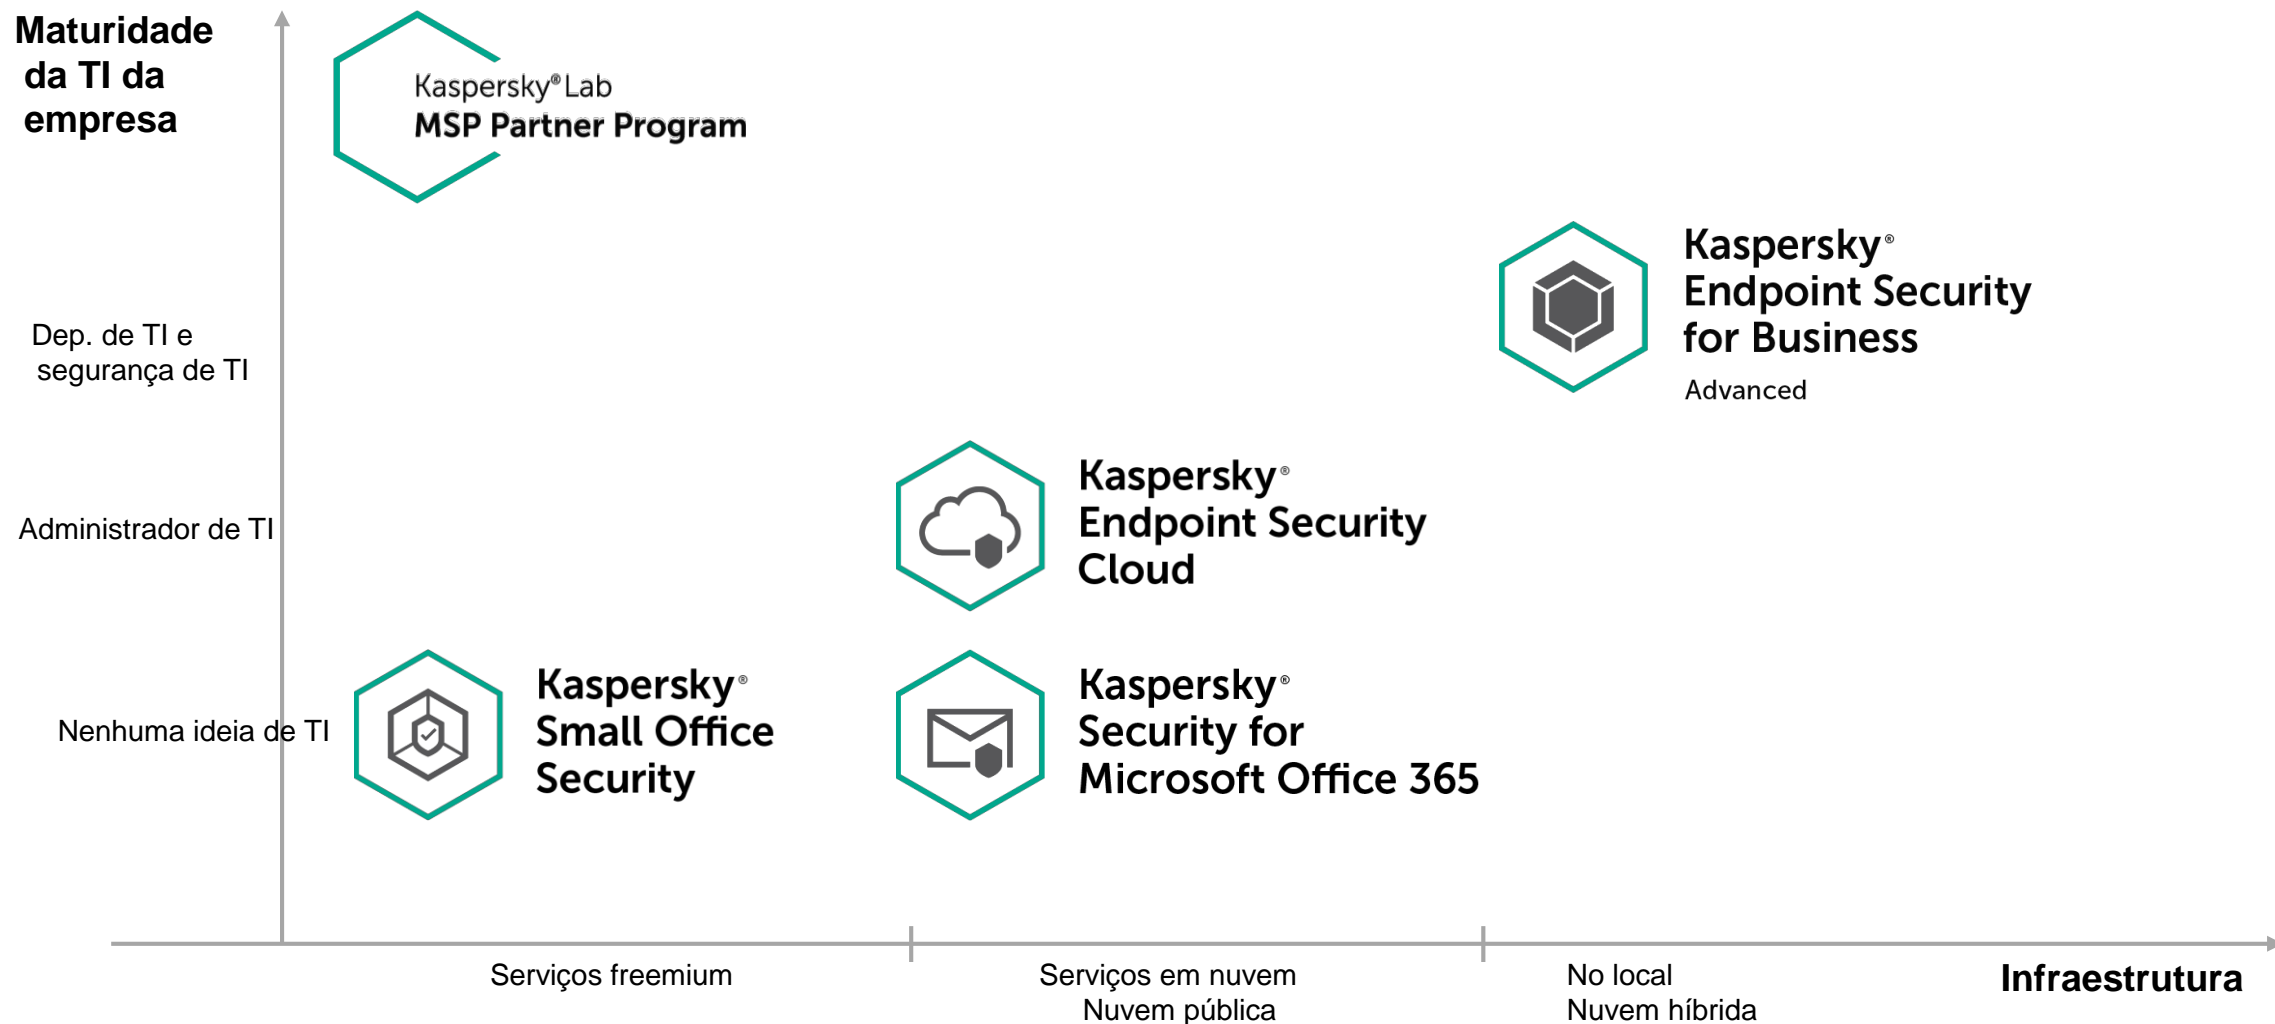 Maturidade
da TI da
empresa
Kaspersky® Lab
MSP Partner Program
Kaspersky®
Endpoint Security
for Business
Advanced
Dep. de TI e
segurança de TI
Kaspersky®
Endpoint Security
Cloud
Administrador de TI
Nenhuma ideia de TI
Kaspersky®
Small Office
Security
Kaspersky®
Security for
Microsoft Office 365
Serviços freemium
Serviços em nuvem
Nuvem pública
No local
Nuvem híbrida
Infraestrutura